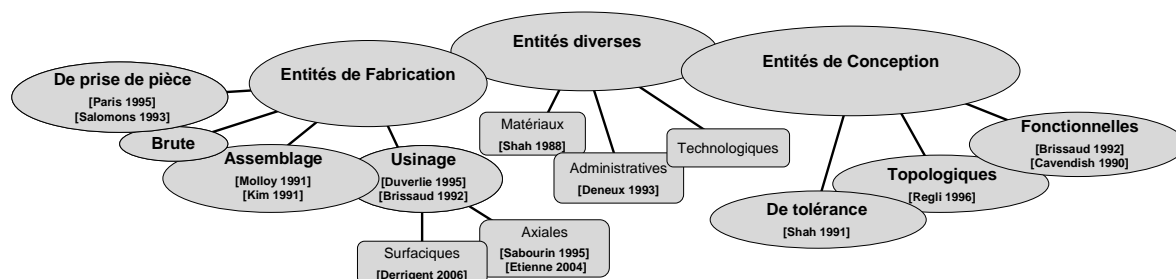 Entités diverses
Entités de Fabrication
Entités de Conception
De prise de pièce
[Paris 1995]
[Salomons 1993]
Brute
Assemblage
[Molloy 1991]
[Kim 1991]
Usinage
[Duverlie 1995]
[Brissaud 1992]
Surfaciques
[Derrigent 2006]
Axiales
[Sabourin 1995]
[Etienne 2004]
Matériaux
[Shah 1988]
Administratives
[Deneux 1993]
Technologiques
De tolérance
[Shah 1991]
Topologiques
[Regli 1996]
Fonctionnelles
[Brissaud 1992]
[Cavendish 1990]